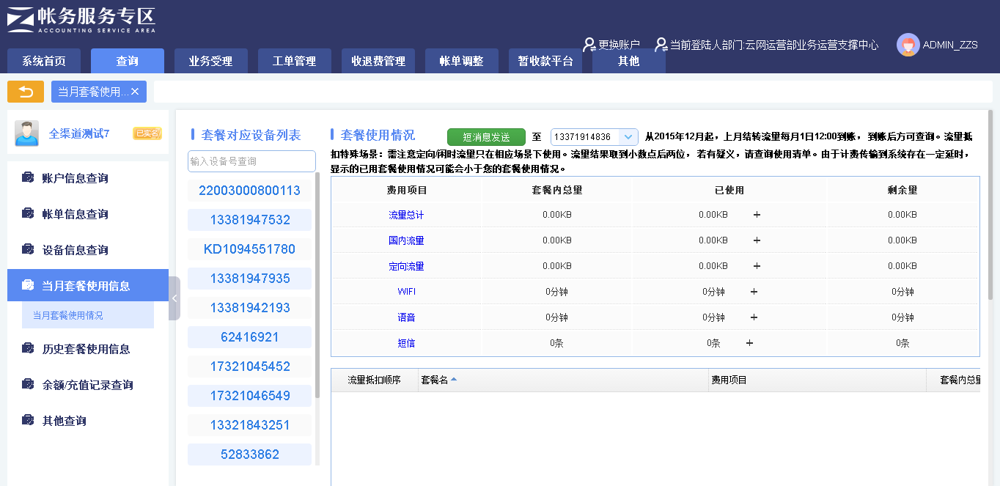 帐务服务专区
ACCOUNTING SERVICE AREA
更换账户 当前登陆人部门:云网运营部业务运营支撑中心 ADMIN_ZZS
系统首页 查询 业务受理 工单管理 收退费管理 帐单调整 暂收款平台 其他
当月套餐使用... ×
全渠道测试7 已实名
账户信息查询
帐单信息查询
设备信息查询
当月套餐使用信息
当月套餐使用情况
历史套餐使用信息
余额/充值记录查询
其他查询
套餐对应设备列表
输入设备号查询
22003000800113
13381947532
KD1094551780
13381947935
13381942193
62416921
17321045452
17321046549
13321843251
52833862
套餐使用情况 短消息发送 至 13371914836 从2015年12月起，上月结转流量每月1日12:00到账， 到账后方可查询。流量抵
扣特殊场景：需注意定向/闲时流量只在相应场景下使用。流量结果取到小数点后两位， 若有疑义，请查询使用清单。由于计费传输到系统存在一定延时，
显示的已用套餐使用情况可能会小于您的套餐使用情况。
费用项目 套餐内总量 已使用 剩余量
流量总计 0.00KB 0.00KB + 0.00KB
国内流量 0.00KB 0.00KB + 0.00KB
定向流量 0.00KB 0.00KB + 0.00KB
WIFI 0分钟 0分钟 + 0分钟
语音 0分钟 0分钟 + 0分钟
短信 0条 0条 + 0条
流量抵扣顺序 套餐名 费用项目 套餐内总量